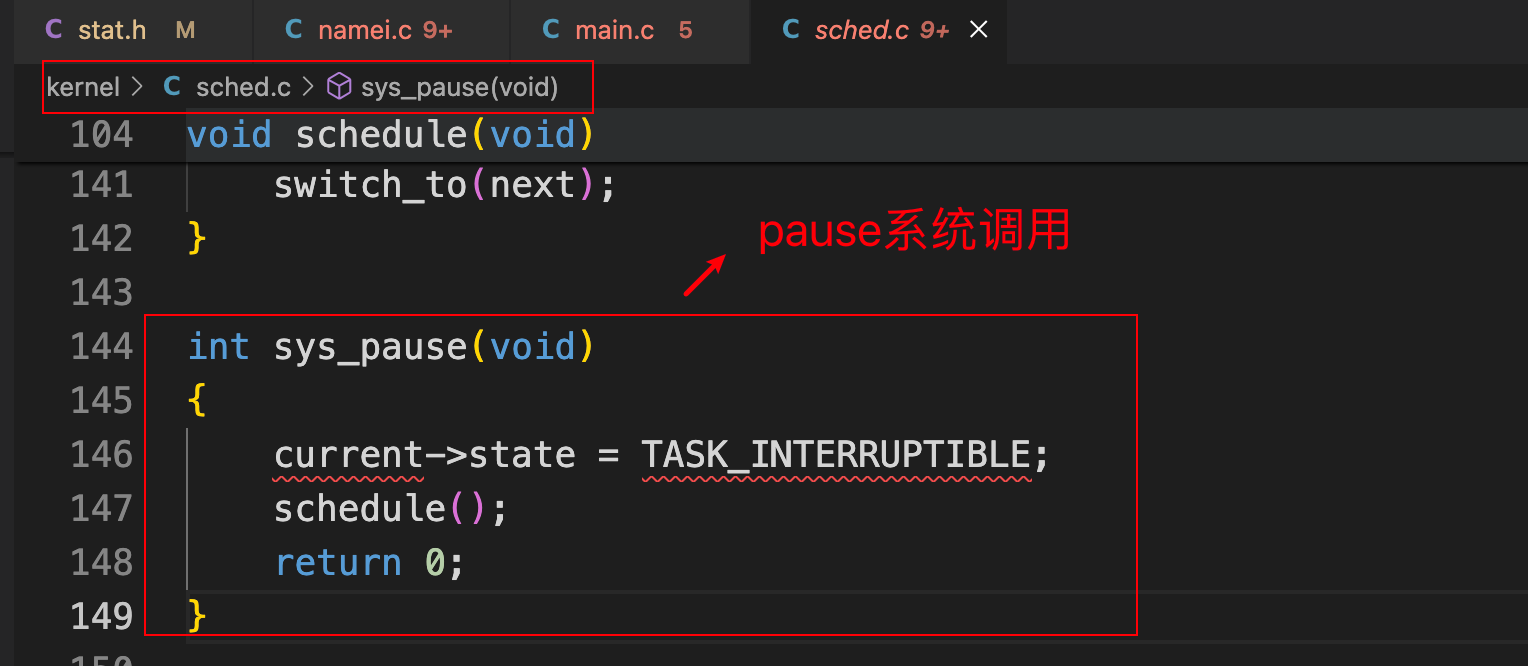 stat.h M namei.c 9+ main.c 5 sched.c 9+
kernel > sched.c > sys_pause(void)
104 void schedule(void)
141 switch_to(next);
142 }
pause系统调用
143
144 int sys_pause(void)
145 {
146 current->state = TASK_INTERRUPTIBLE;
147 schedule();
148 return 0;
149 }
150